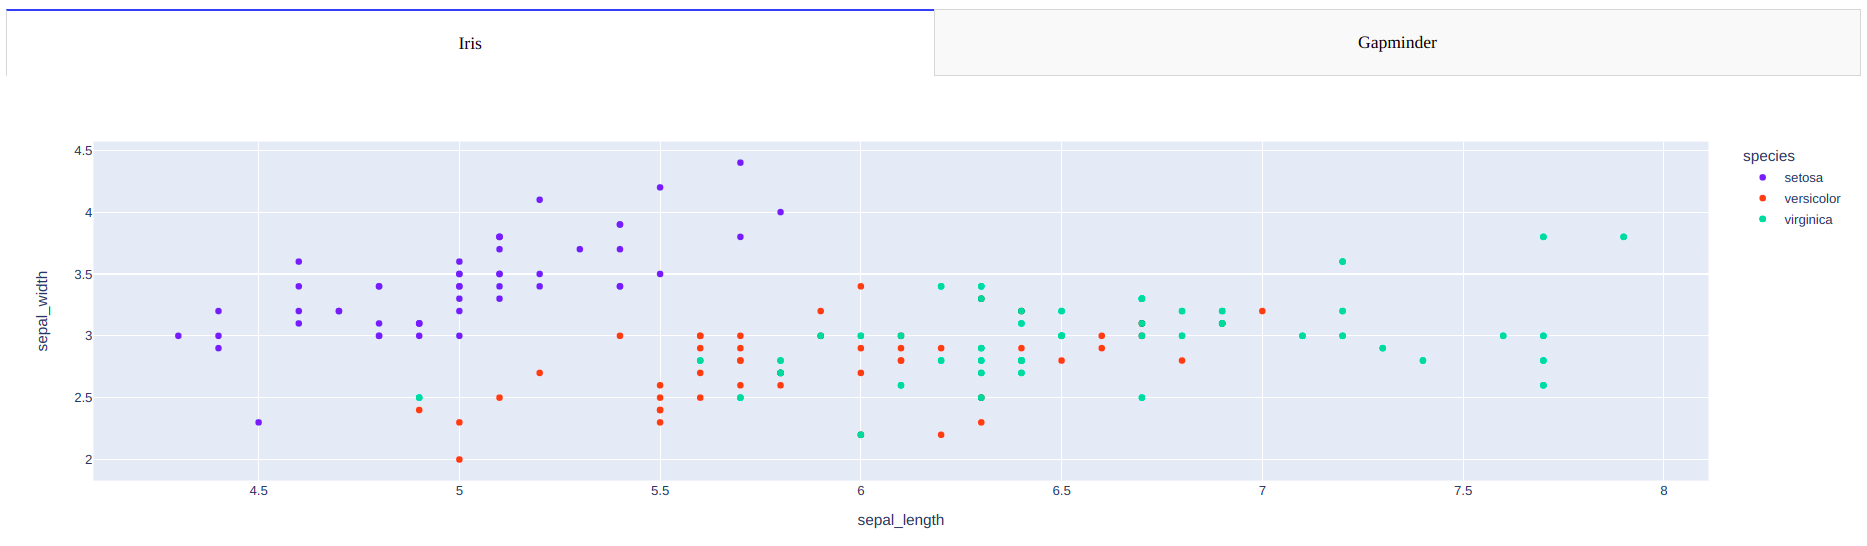 Iris
Gapminder
4.5
4
3.5
3
2.5
2
sepal_width
4.5
5
5.5
6
6.5
7
7.5
8
sepal_length
species
setosa
versicolor
virginica